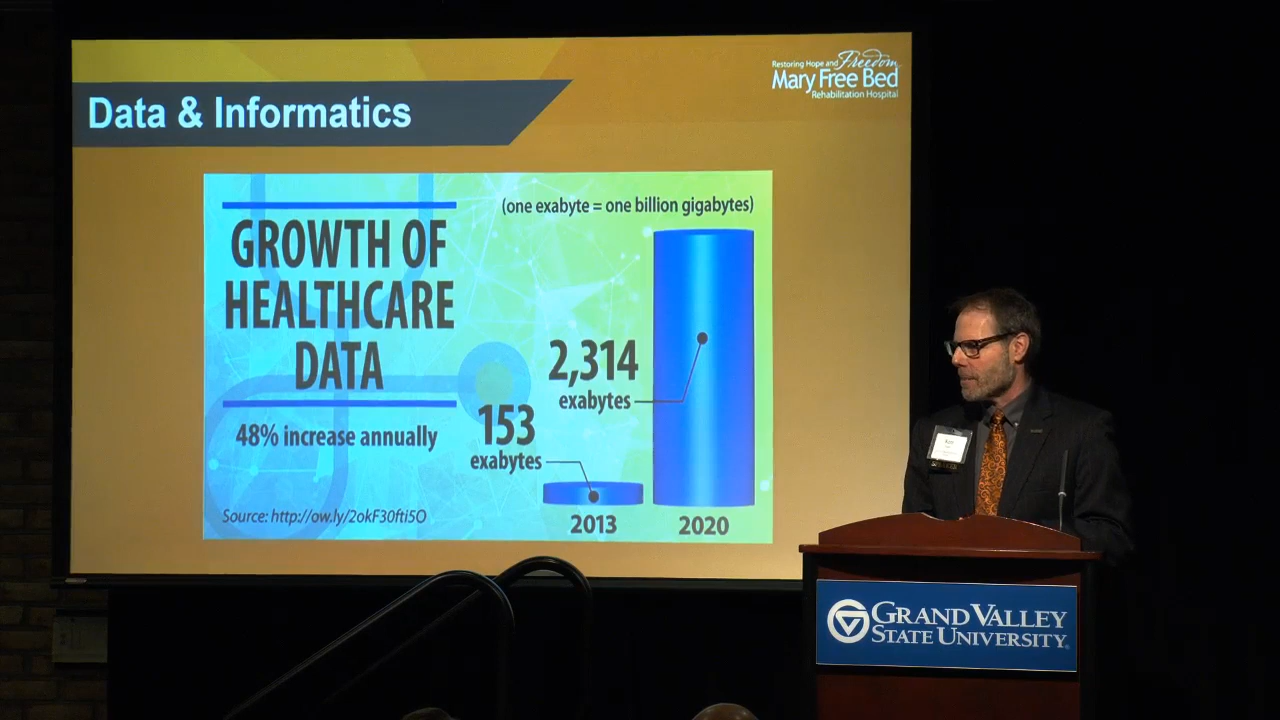 Data & Informatics
Restoring Hope and Freedom
Mary Free Bed
Rehabilitation Hospital
GROWTH OF
HEALTHCARE
DATA
48% increase annually
Source: http://ow.ly/2okF30fti5O
(one exabyte = one billion gigabytes)
2,314
exabytes
153
exabytes
2013
2020
GRAND VALLEY
STATE UNIVERSITY